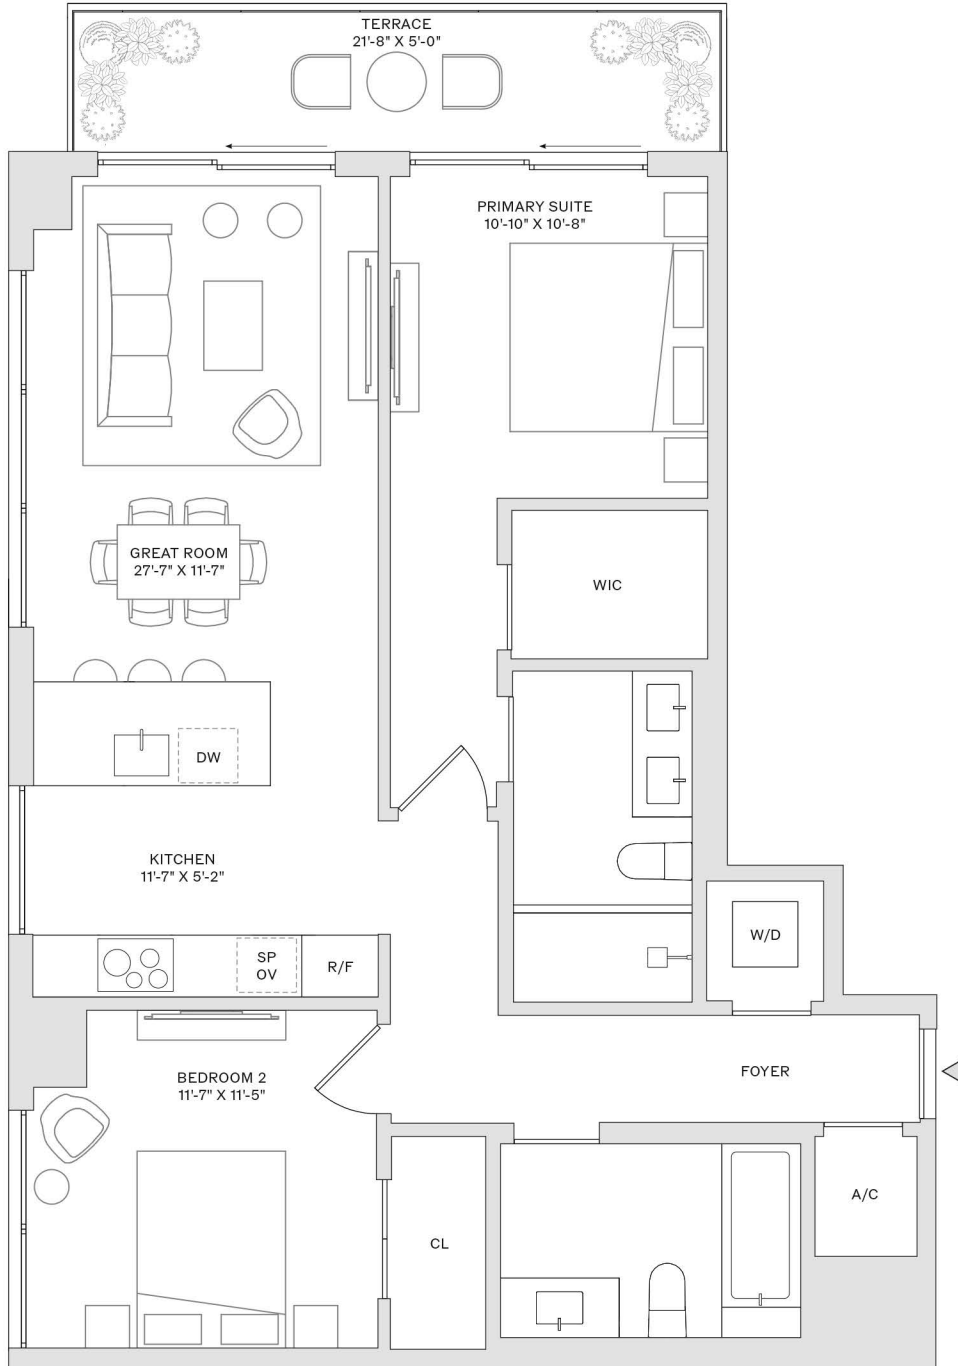 TERRACE
21'-8" X 5'-0"
PRIMARY SUITE
10'-10" X 10'-8"
GREAT ROOM
27'-7" X 11'-7"
WIC
DW
KITCHEN
11'-7" X 5'-2"
SP
OV
R/F
W/D
BEDROOM 2
11'-7" X 11'-5"
FOYER
A/C
CL